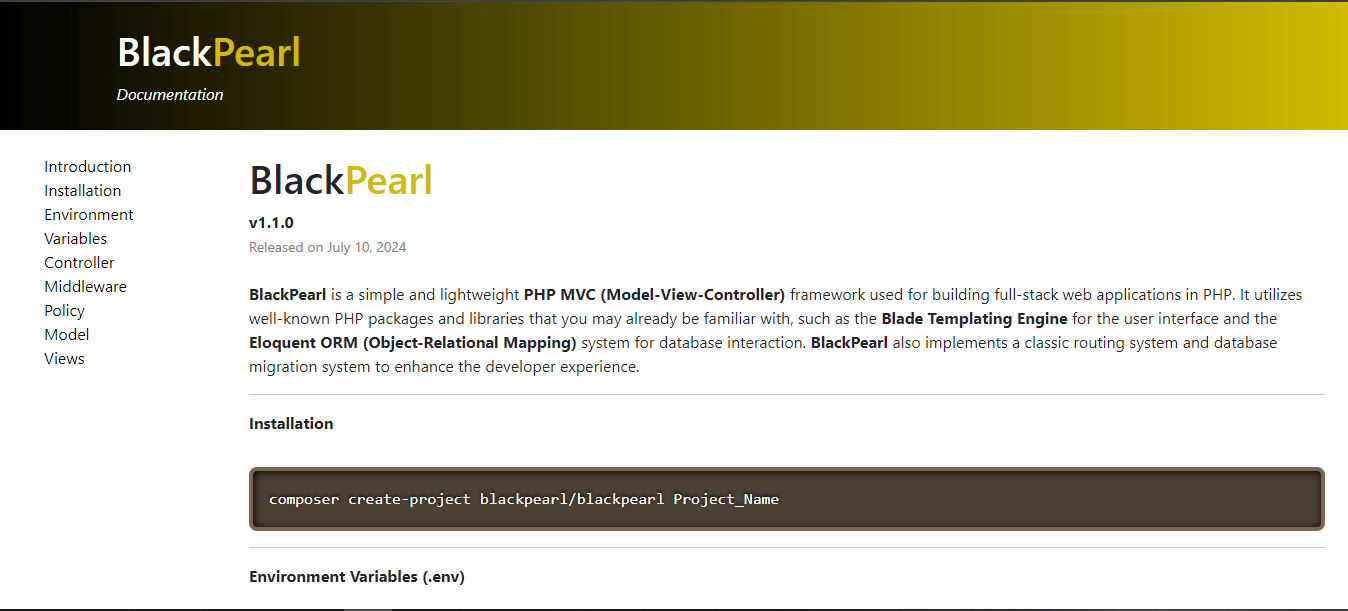 BlackPearl
Documentation
Introduction
Installation
Environment
Variables
Controller
Middleware
Policy
Model
Views
BlackPearl
v1.1.0
Released on July 10, 2024
BlackPearl is a simple and lightweight PHP MVC (Model-View-Controller) framework used for building full-stack web applications in PHP. It utilizes
well-known PHP packages and libraries that you may already be familiar with, such as the Blade Templating Engine for the user interface and the
Eloquent ORM (Object-Relational Mapping) system for database interaction. BlackPearl also implements a classic routing system and database
migration system to enhance the developer experience.
Installation
composer create-project blackpearl/blackpearl Project_Name
Environment Variables (.env)